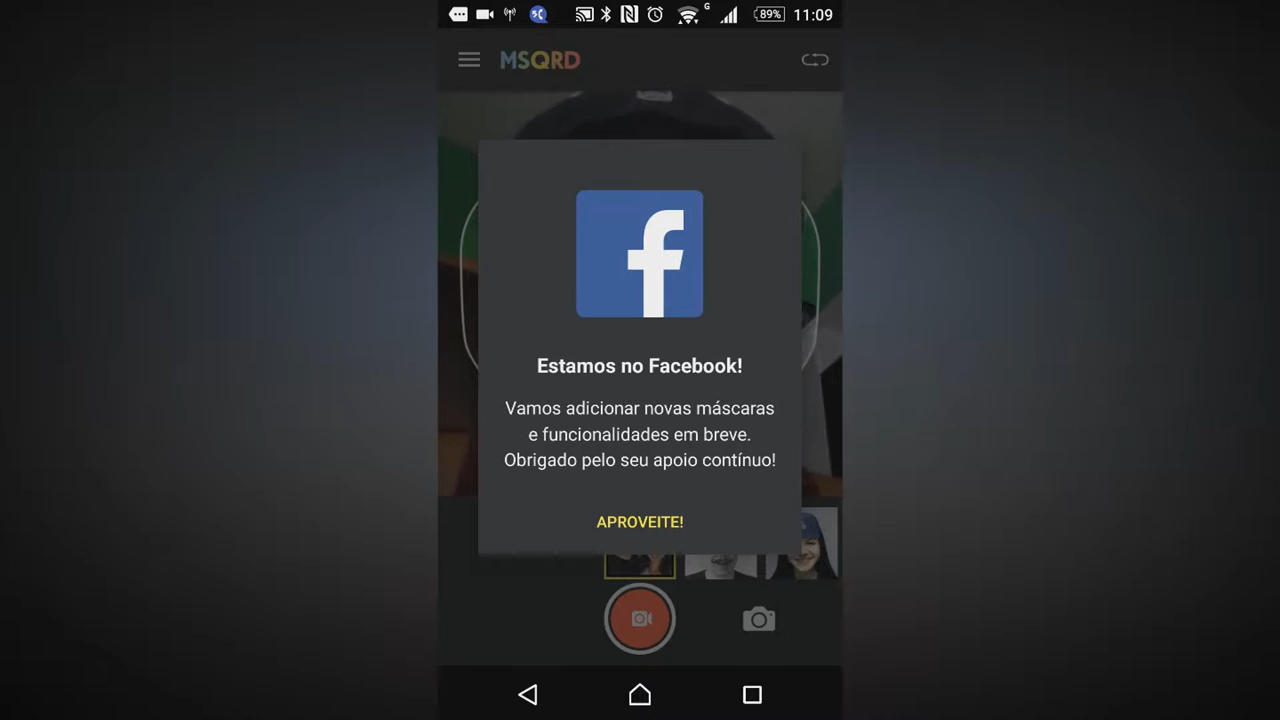 G 89% 11:09
MSQRD
Estamos no Facebook!
Vamos adicionar novas máscaras
e funcionalidades em breve.
Obrigado pelo seu apoio contínuo!
APROVEITE!